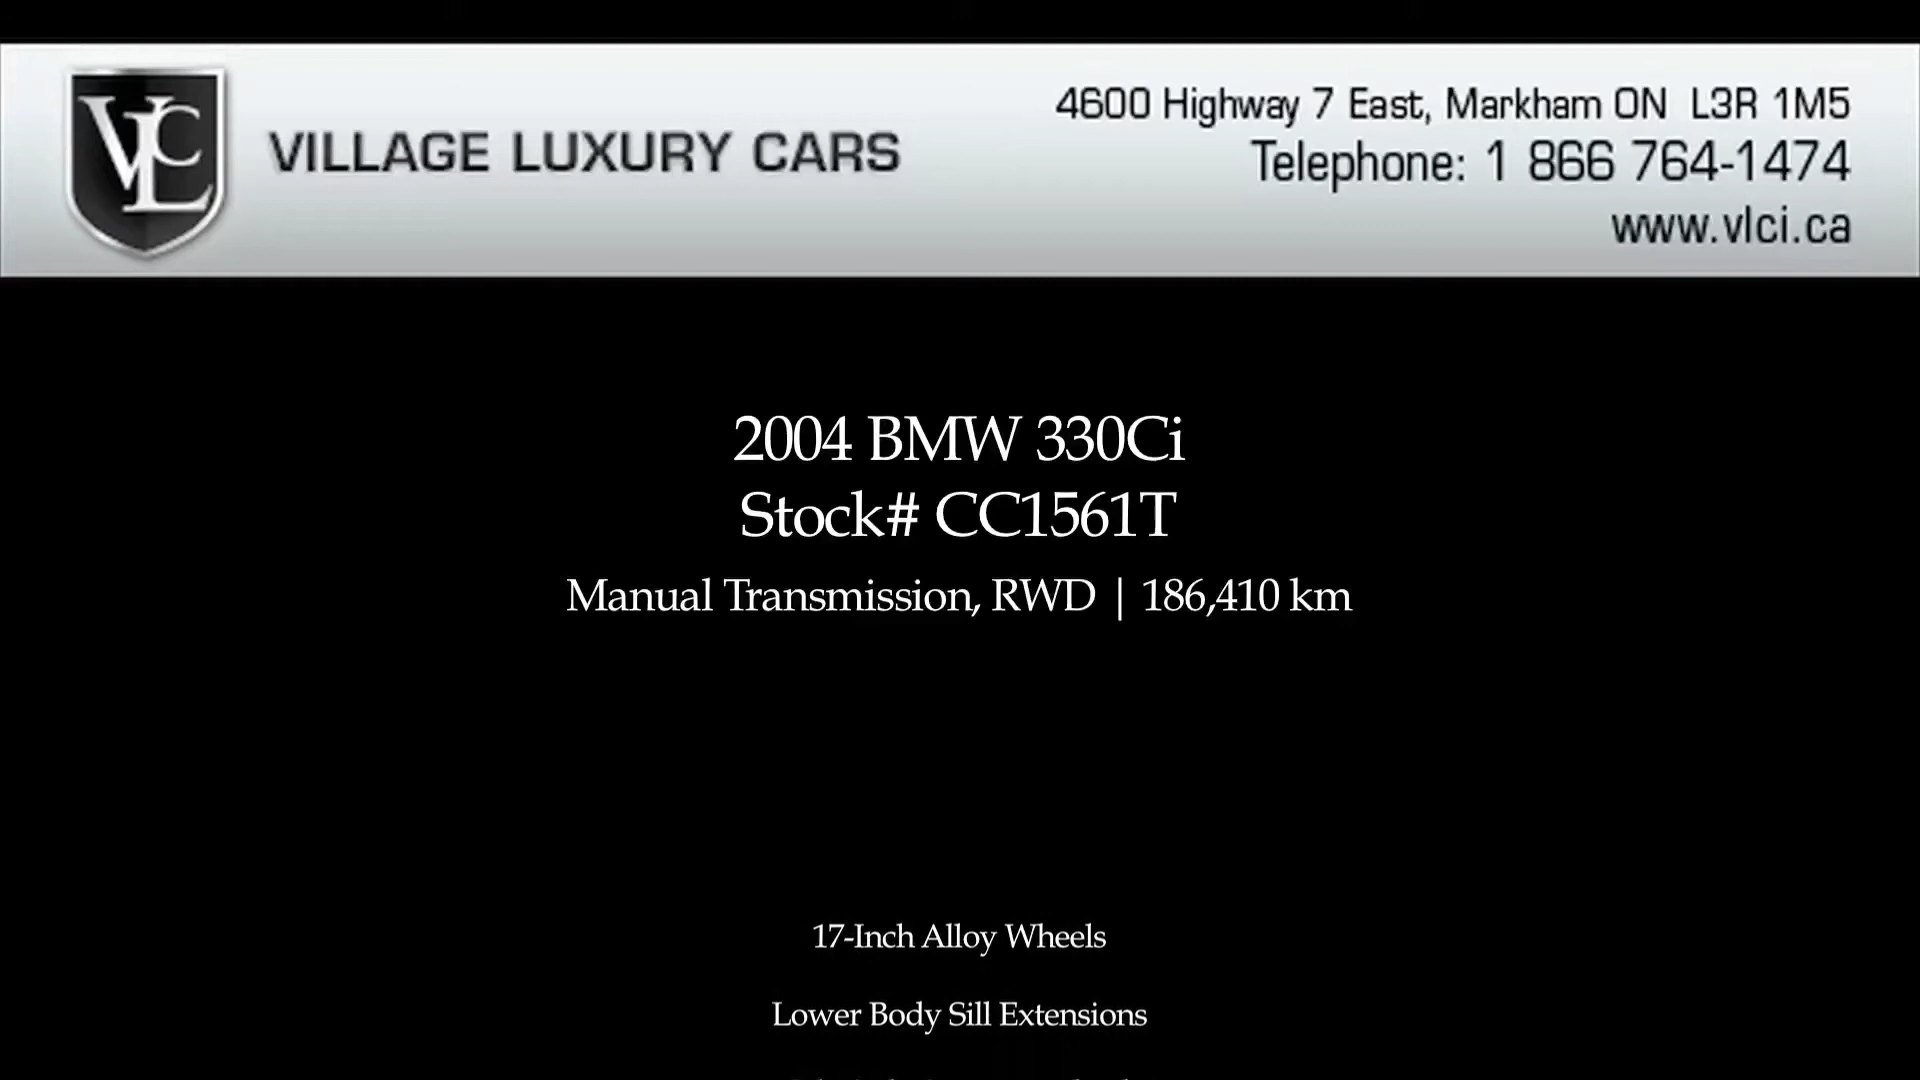 VLC
VILLAGE LUXURY CARS
4600 Highway 7 East, Markham ON L3R 1M5
Telephone: 1 866 764-1474
www.vlci.ca
2004 BMW 330Ci
Stock# CC1561T
Manual Transmission, RWD | 186,410 km
17-Inch Alloy Wheels
Lower Body Sill Extensions